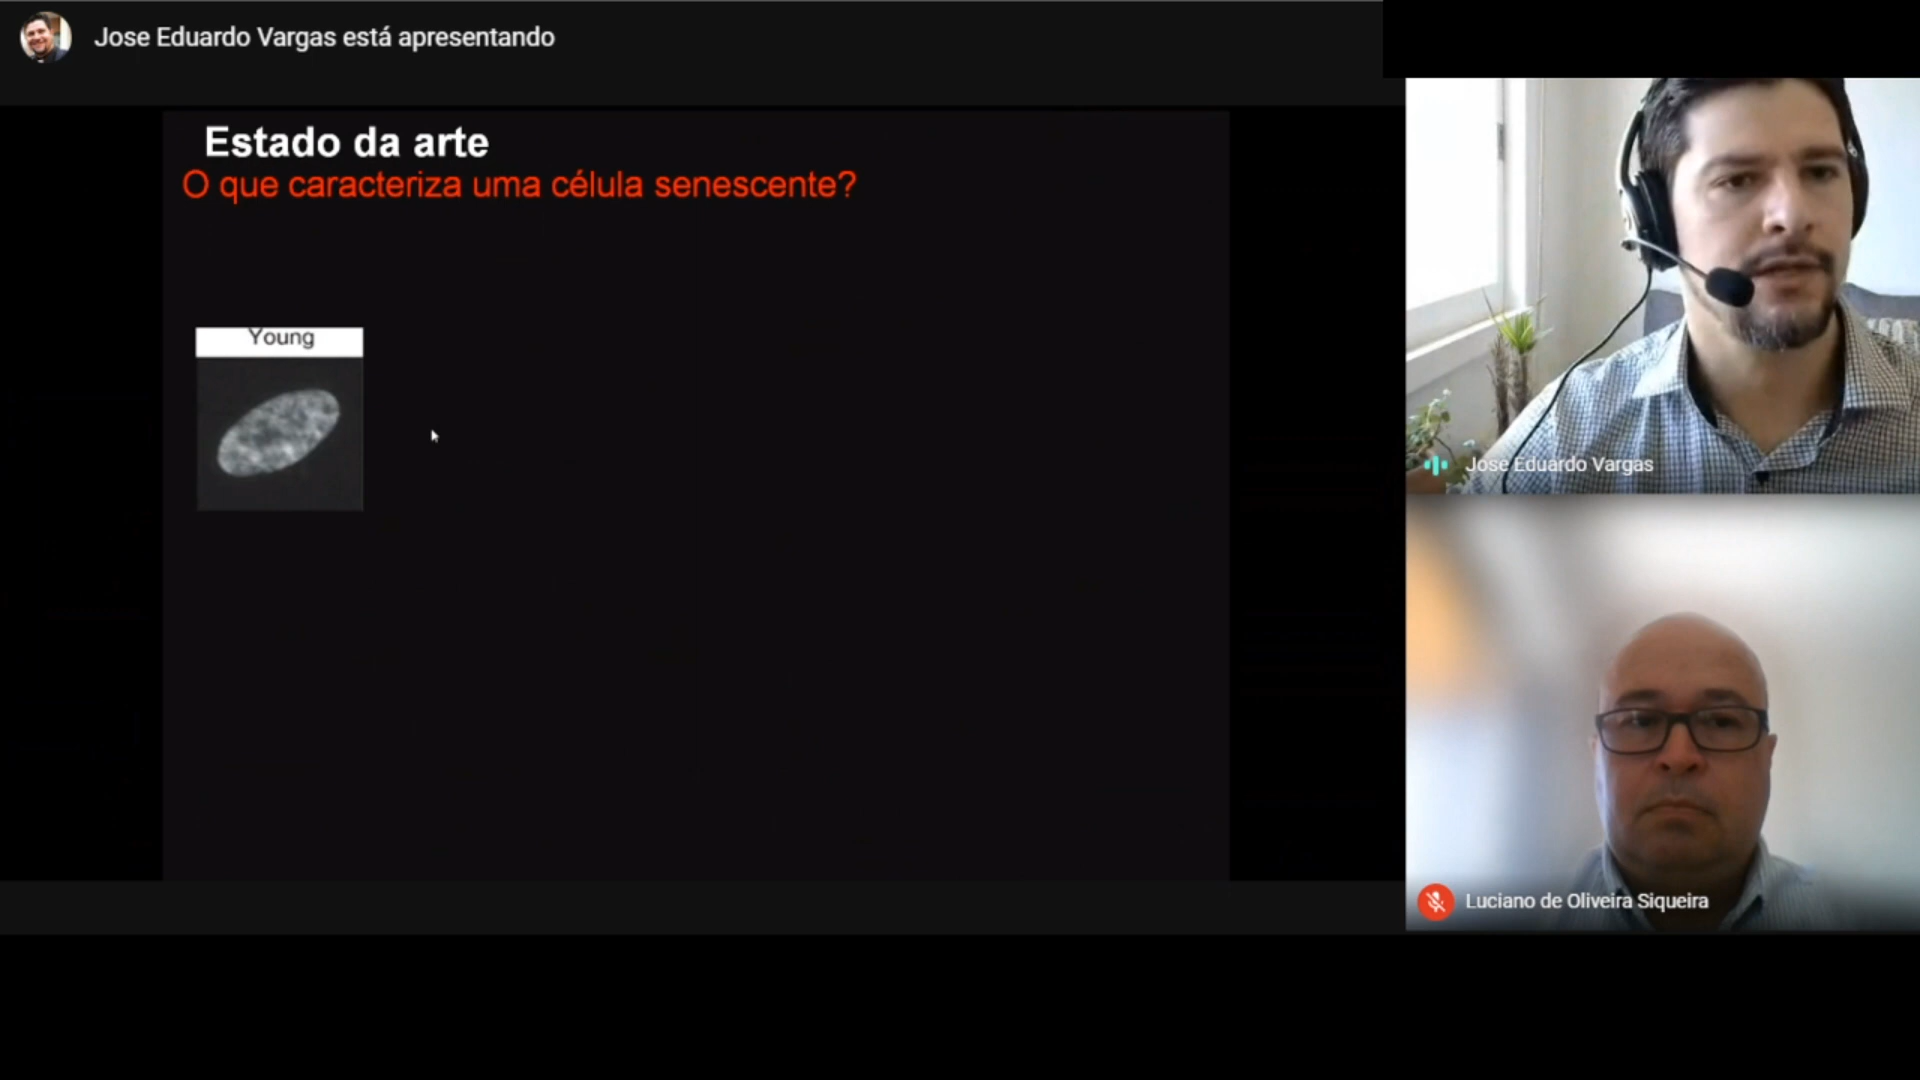 Jose Eduardo Vargas está apresentando
Estado da arte
O que caracteriza uma célula senescente?
Young
Jose Eduardo Vargas
Luciano de Oliveira Siqueira